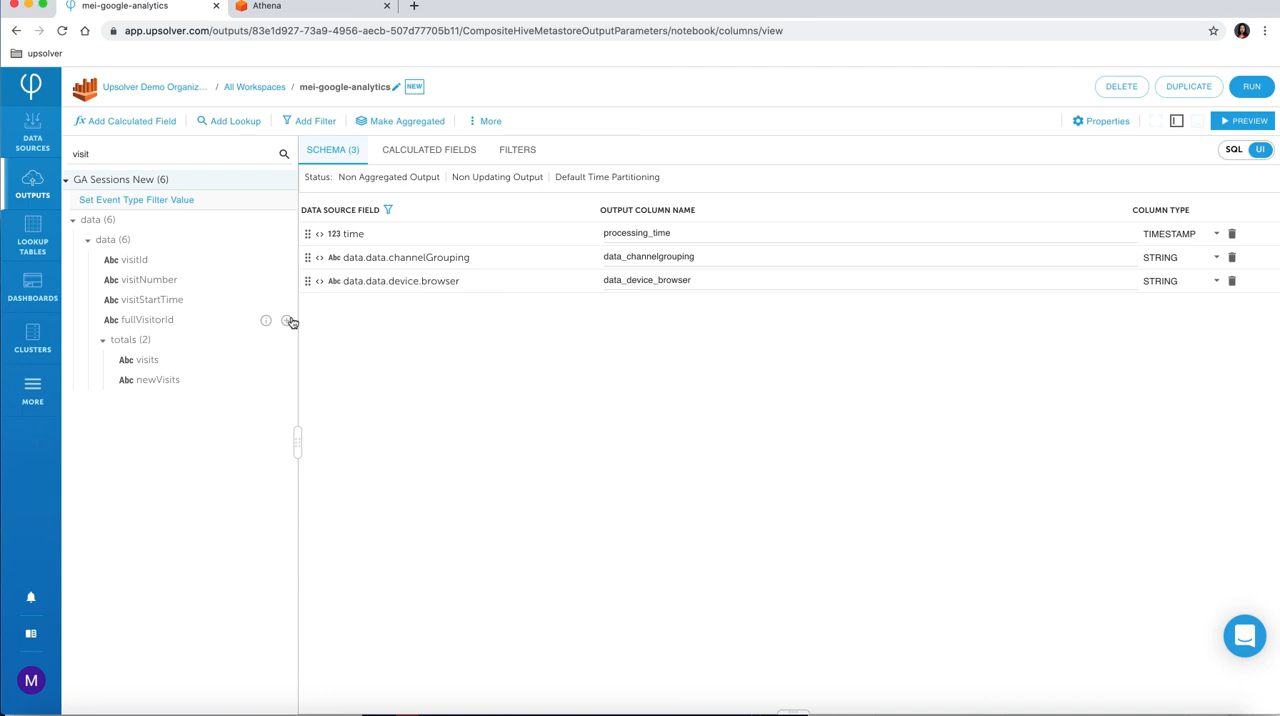 mei-google-analytics
Athena
app.upsolver.com/outputs/83e1d927-73a9-4956-aecb-507d77705b11/CompositeHiveMetastoreOutputParameters/notebook/columns/view
upsolver
Upsolver Demo Organiz... / All Workspaces / mei-google-analytics NEW
DELETE DUPLICATE RUN
fx Add Calculated Field Add Lookup Add Filter Make Aggregated More Properties PREVIEW
DATA SOURCES
OUTPUTS
LOOKUP TABLES
DASHBOARDS
CLUSTERS
MORE
M
visit
GA Sessions New (6)
Set Event Type Filter Value
data (6)
data (6)
Abc visitId
Abc visitNumber
Abc visitStartTime
Abc fullVisitorId
totals (2)
Abc visits
Abc newVisits
SCHEMA (3) CALCULATED FIELDS FILTERS SQL UI
Status: Non Aggregated Output Non Updating Output Default Time Partitioning
DATA SOURCE FIELD OUTPUT COLUMN NAME COLUMN TYPE
123 time processing_time TIMESTAMP
Abc data.data.channelGrouping data_channelgrouping STRING
Abc data.data.device.browser data_device_browser STRING